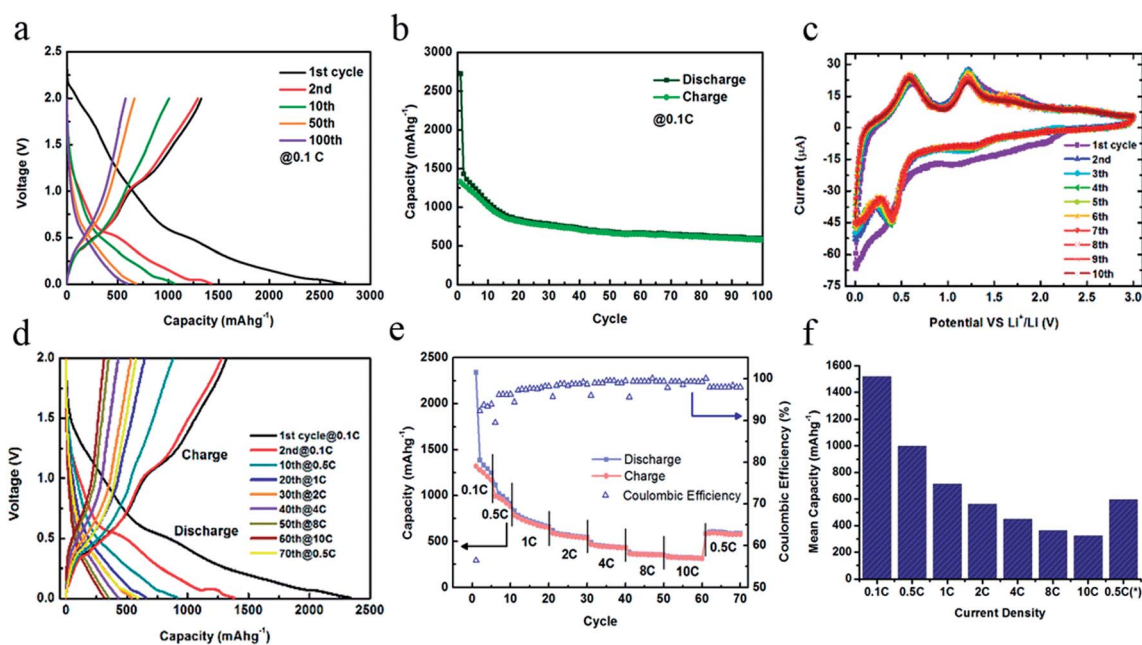 a
2.5
2.0
1.5
1.0
0.5
0.0
Voltage (V)
1st cycle
2nd
10th
50th
100th
@0.1 C
0 500 1000 1500 2000 2500 3000
Capacity (mAhg⁻¹)
b
3000
2500
2000
1500
1000
500
0
Capacity (mAhg⁻¹)
Discharge
Charge
@0.1C
0 10 20 30 40 50 60 70 80 90 100
Cycle
c
30
15
0
-15
-30
-45
-60
-75
Current (μA)
1st cycle
2nd
3th
4th
5th
6th
7th
8th
9th
10th
0.0 0.5 1.0 1.5 2.0 2.5 3.0
Potential VS Li⁺/Li (V)
d
2.0
1.5
1.0
0.5
0.0
Voltage (V)
1st cycle@0.1C
2nd@0.1C
10th@0.5C
20th@1C
30th@2C
40th@4C
50th@8C
60th@10C
70th@0.5C
Charge
Discharge
0 500 1000 1500 2000 2500
Capacity (mAhg⁻¹)
e
2500
2250
2000
1750
1500
1250
1000
750
500
250
0
Capacity (mAhg⁻¹)
Discharge
Charge
Coulombic Efficiency
0.1C
0.5C
1C
2C
4C
8C
10C
0.5C
100
90
80
70
60
50
Coulombic Efficiency (%)
0 10 20 30 40 50 60 70
Cycle
f
1600
1400
1200
1000
800
600
400
200
0
Mean Capacity (mAhg⁻¹)
0.1C 0.5C 1C 2C 4C 8C 10C 0.5C(*)
Current Density